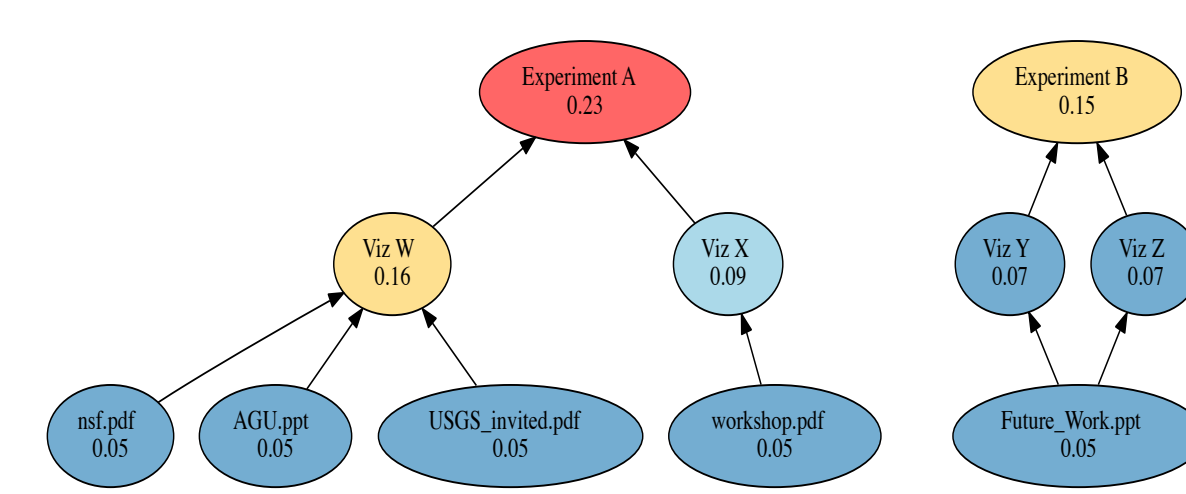 Experiment A
0.23
Experiment B
0.15
Viz W
0.16
Viz X
0.09
Viz Y
0.07
Viz Z
0.07
nsf.pdf
0.05
AGU.ppt
0.05
USGS_invited.pdf
0.05
workshop.pdf
0.05
Future_Work.ppt
0.05